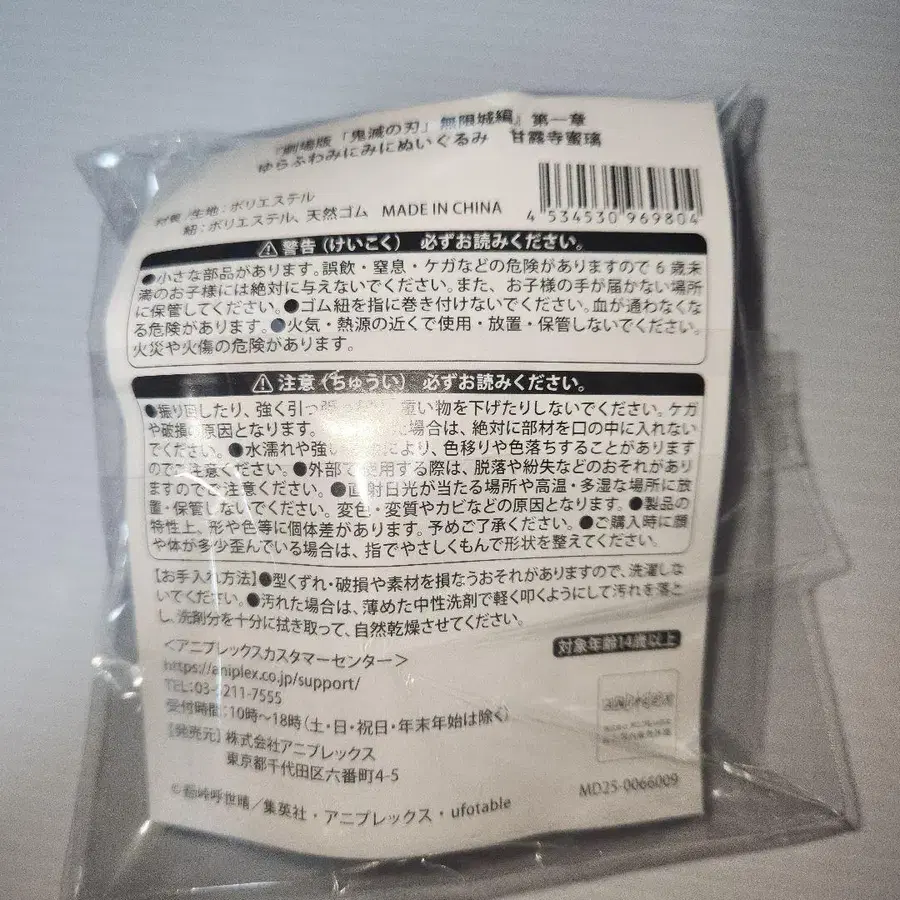 『劇場版「鬼滅の刃」無限城編』第一章
ゆらふわみにみにぬいぐるみ 甘露寺蜜璃
材質/生地：ポリエステル
紐：ポリエステル、天然ゴム MADE IN CHINA
4 534530 969804
⚠警告（けいこく） 必ずお読みください。
●小さな部品があります。誤飲・窒息・ケガなどの危険がありますので６歳未
満のお子様には絶対に与えないでください。また、お子様の手が届かない場所
に保管してください。●ゴム紐を指に巻き付けないでください。血が通わなくな
る危険があります。●火気・熱源の近くで使用・放置・保管しないでください。
火災や火傷の危険があります。
⚠注意（ちゅうい） 必ずお読みください。
●振り回したり、強く引っ張 重い物を下げたりしないでください。ケガ
や破損の原因となります。 た場合は、絶対に部材を口の中に入れない
でください。●水濡れや強い により、色移りや色落ちすることがあります
のでご注意ください。●外部で使用する際は、脱落や紛失などのおそれがあり
ますのでご注意ください。●直射日光が当たる場所や高温・多湿な場所に放
置・保管しないでください。変色・変質やカビなどの原因となります。●製品の
特性上、形や色等に個体差があります。予めご了承ください。●ご購入時に顔
や体が多少歪んでいる場合は、指でやさしくもんで形状を整えてください。
【お手入れ方法】●型くずれ・破損や素材を損なうおそれがありますので、洗濯しな
いでください。●汚れた場合は、薄めた中性洗剤で軽く叩くようにして汚れを落と
し、洗剤分を十分に拭き取って、自然乾燥させてください。
対象年齢14歳以上
＜アニプレックスカスタマーセンター＞
https://aniplex.co.jp/support/
TEL：03- 211-7555
受付時間：10時～18時（土・日・祝日・年末年始は除く）
【発売元】株式会社アニプレックス
東京都千代田区六番町4-5
MD25-0066009
©吾峠呼世晴／集英社・アニプレックス・ufotable